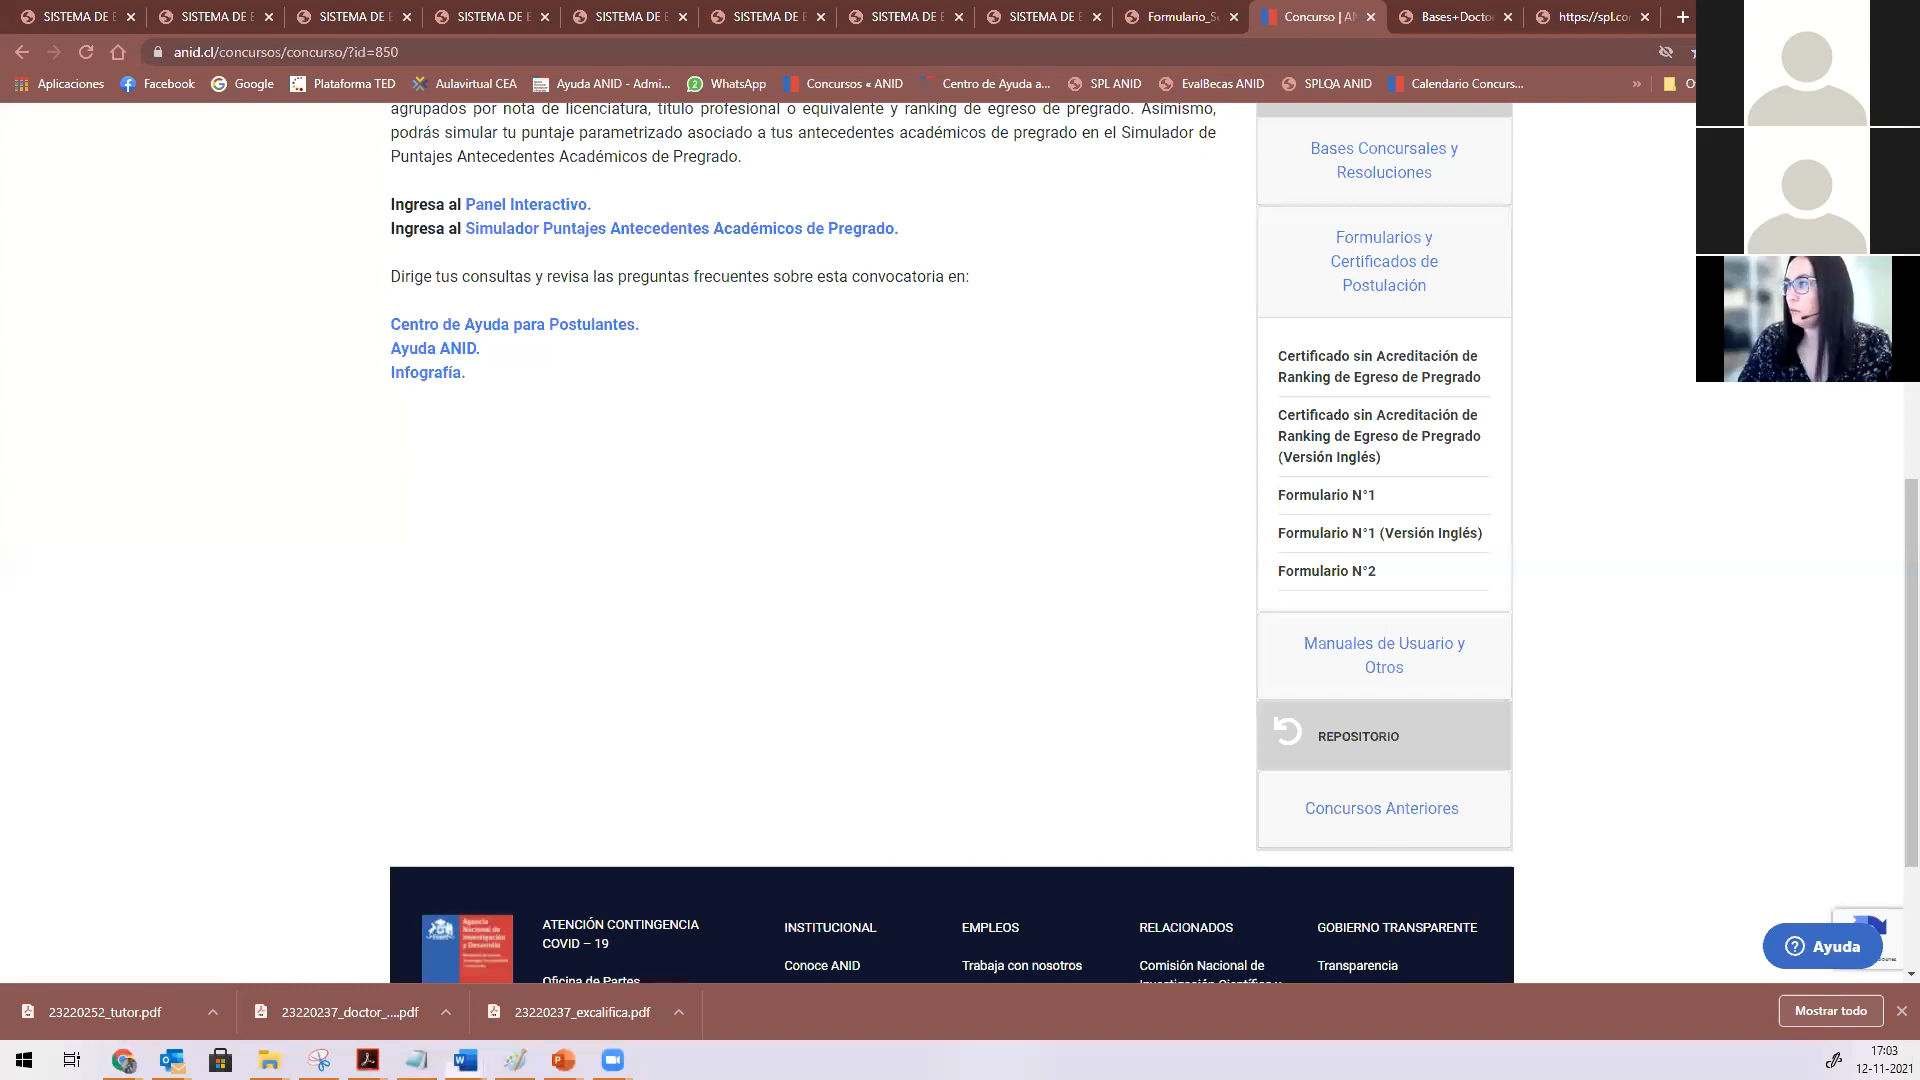 SISTEMA DE E
SISTEMA DE E
SISTEMA DE E
SISTEMA DE E
SISTEMA DE E
SISTEMA DE E
SISTEMA DE E
SISTEMA DE E
Formulario_S
Concurso | AN
Bases+Docto
https://spl.co
anid.cl/concursos/concurso/?id=850
Aplicaciones
Facebook
Google
Plataforma TED
Aulavirtual CEA
Ayuda ANID - Admi...
WhatsApp
Concursos « ANID
Centro de Ayuda a...
SPL ANID
EvalBecas ANID
SPLQA ANID
Calendario Concurs...
»
agrupados por nota de licenciatura, título profesional o equivalente y ranking de egreso de pregrado. Asimismo,
podrás simular tu puntaje parametrizado asociado a tus antecedentes académicos de pregrado en el Simulador de
Puntajes Antecedentes Académicos de Pregrado.
Ingresa al Panel Interactivo.
Ingresa al Simulador Puntajes Antecedentes Académicos de Pregrado.
Dirige tus consultas y revisa las preguntas frecuentes sobre esta convocatoria en:
Centro de Ayuda para Postulantes.
Ayuda ANID.
Infografía.
Bases Concursales y
Resoluciones
Formularios y
Certificados de
Postulación
Certificado sin Acreditación de
Ranking de Egreso de Pregrado
Certificado sin Acreditación de
Ranking de Egreso de Pregrado
(Versión Inglés)
Formulario N°1
Formulario N°1 (Versión Inglés)
Formulario N°2
Manuales de Usuario y
Otros
REPOSITORIO
Concursos Anteriores
Agencia
Nacional de
Investigación
y Desarrollo
ATENCIÓN CONTINGENCIA
COVID – 19
Oficina de Partes
INSTITUCIONAL
Conoce ANID
EMPLEOS
Trabaja con nosotros
RELACIONADOS
Comisión Nacional de
Investigación Científica y
GOBIERNO TRANSPARENTE
Transparencia
Ayuda
23220252_tutor.pdf
23220237_doctor_....pdf
23220237_excalifica.pdf
Mostrar todo
17:03
12-11-2021